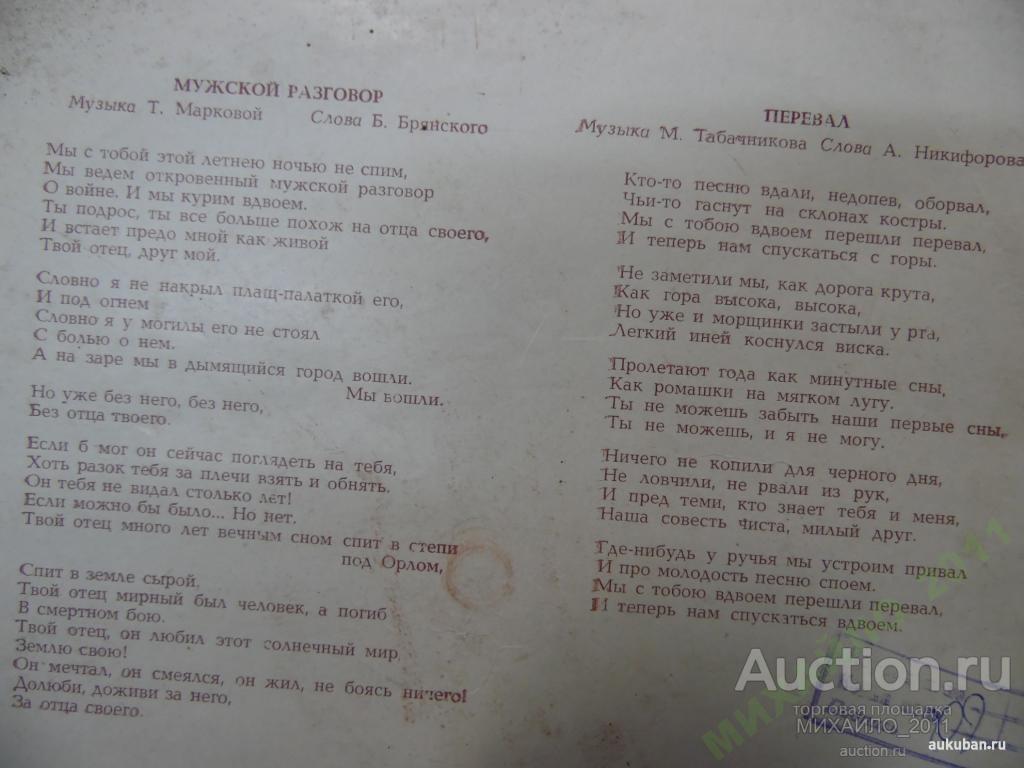 МУЖСКОЙ РАЗГОВОР
Музыка Т. Марковой Слова Б. Брянского
Мы с тобой этой летнею ночью не спим,
Мы ведем откровенный мужской разговор
О войне. И мы курим вдвоем.
Ты подрос, ты все больше похож на отца своего,
И встает предо мной как живой
Твой отец, друг мой.
Словно я не накрыл плащ-палаткой его,
И под огнем
Словно я у могилы его не стоял
С болью о нем.
А на заре мы в дымящийся город вошли.
Мы вошли.
Но уже без него, без него,
Без отца твоего.
Если б мог он сейчас поглядеть на тебя,
Хоть разок тебя за плечи взять и обнять.
Он тебя не видал столько лет!
Если можно бы было... Но нет.
Твой отец много лет вечным сном спит в степи
под Орлом,
Спит в земле сырой.
Твой отец мирный был человек, а погиб
В смертном бою.
Твой отец, он любил этот солнечный мир,
Землю свою!
Он мечтал, он смеялся, он жил, не боясь ничего!
Долюби, доживи за него,
За отца своего.
ПЕРЕВАЛ
Музыка М. Табачникова Слова А. Никифорова
Кто-то песню вдали, недопев, оборвал,
Чьи-то гаснут на склонах костры.
Мы с тобою вдвоем перешли перевал,
И теперь нам спускаться с горы.
Не заметили мы, как дорога крута,
Как гора высока, высока,
Но уже и морщинки застыли у рта,
Легкий иней коснулся виска.
Пролетают года как минутные сны,
Как ромашки на мягком лугу.
Ты не можешь забыть наши первые сны,
Ты не можешь, и я не могу.
Ничего не копили для черного дня,
Не ловчили, не рвали из рук,
И пред теми, кто знает тебя и меня,
Наша совесть чиста, милый друг.
Где-нибудь у ручья мы устроим привал
И про молодость песню споем.
Мы с тобою вдвоем перешли перевал,
И теперь нам спускаться вдвоем.
МИХАЙЛО_2011
Auction.ru
торговая площадка
МИХАЙЛО_2011
auction.ru
aukuban.ru